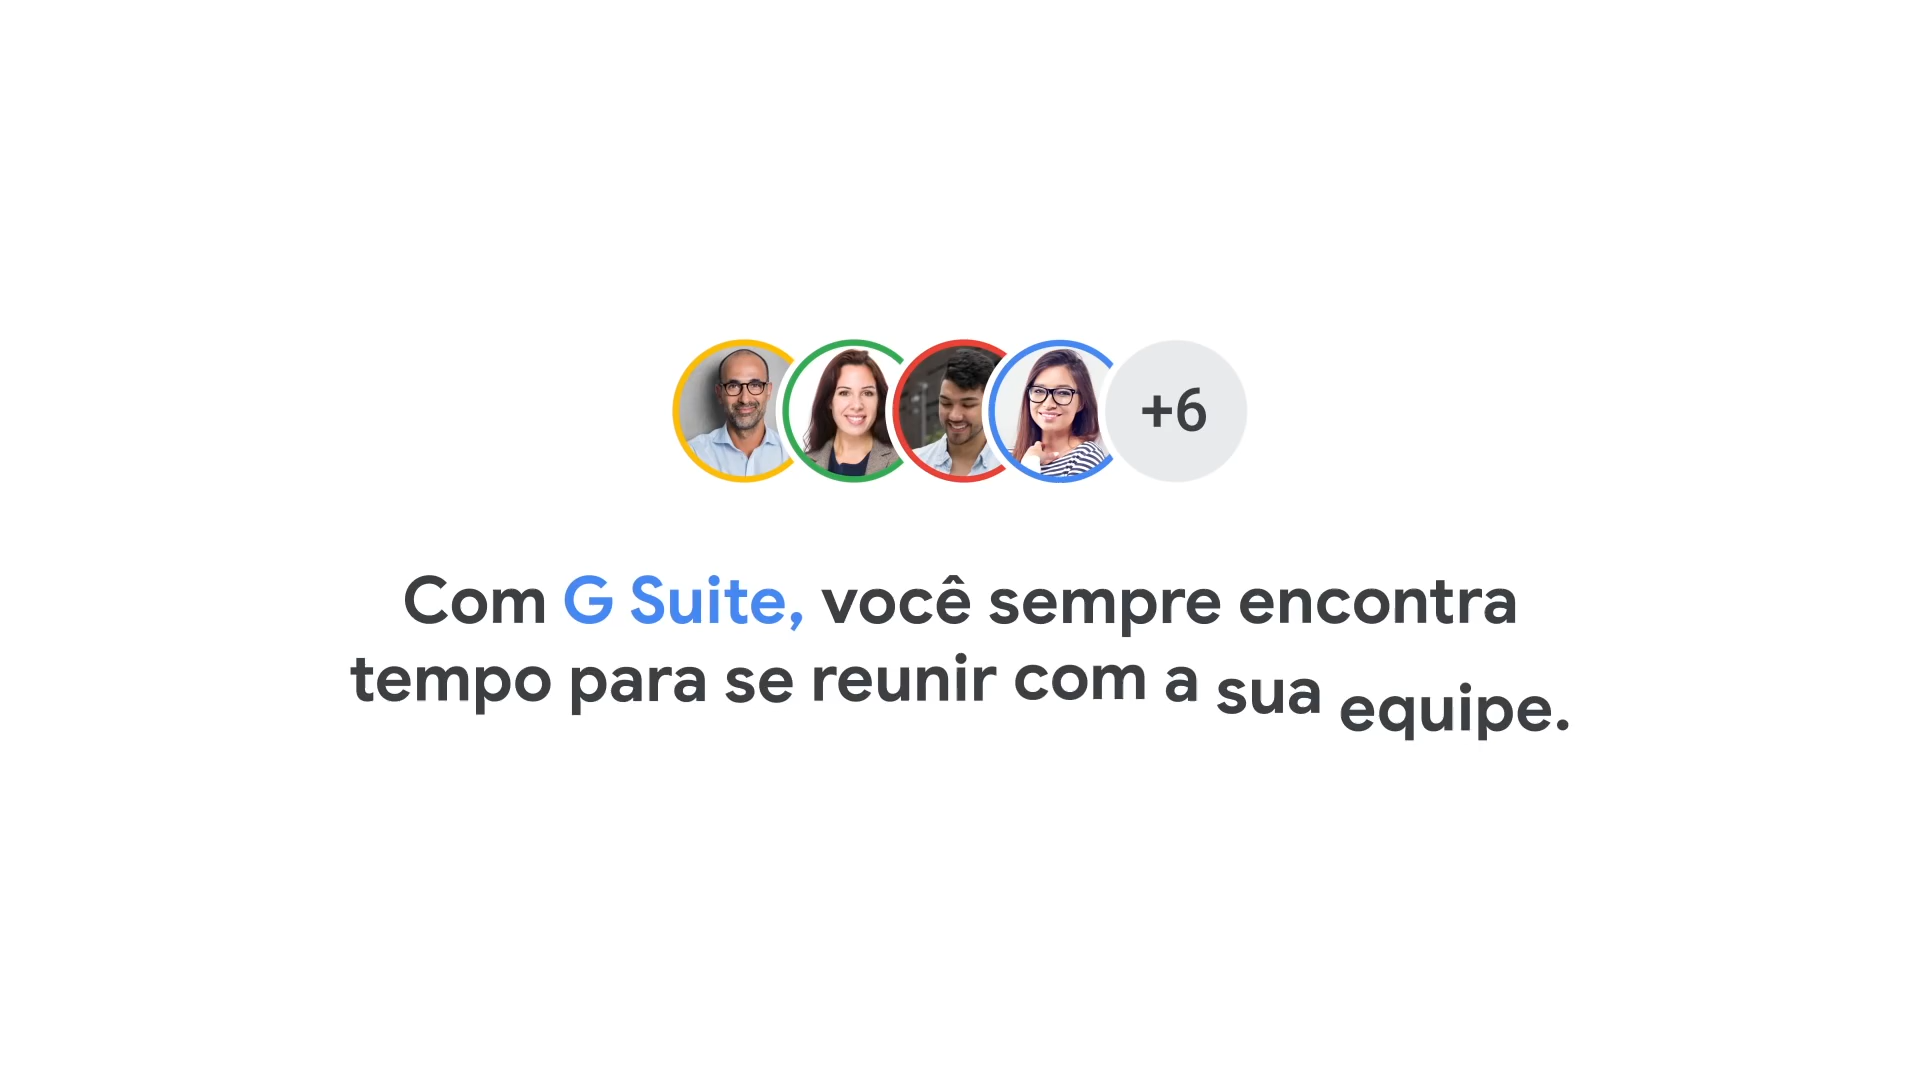 +6
Com G Suite, você sempre encontra
tempo para se reunir com a sua equipe.